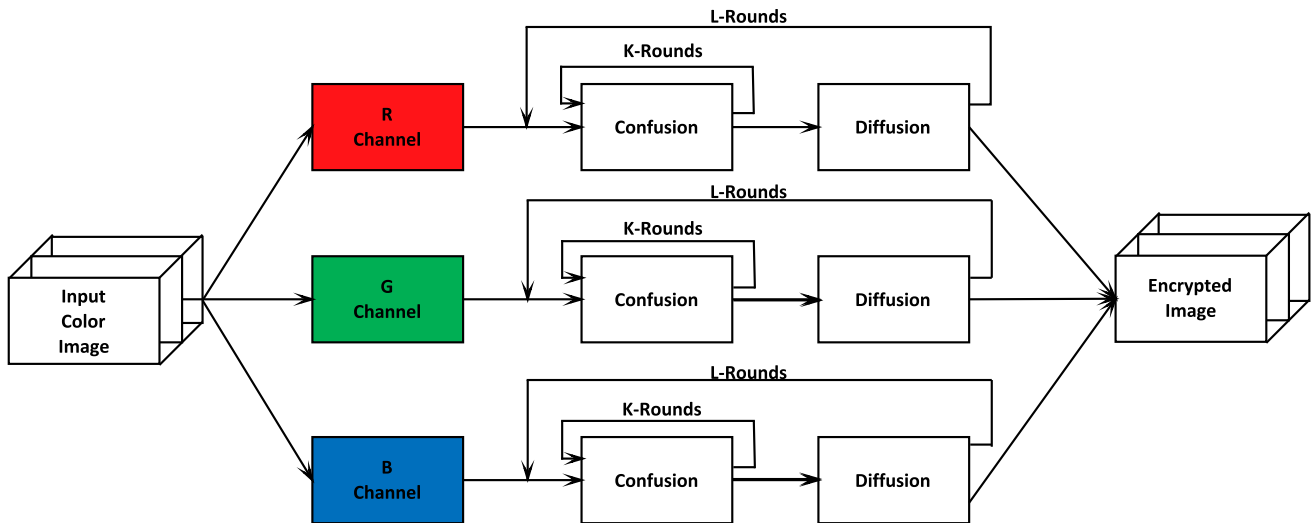 L-Rounds
K-Rounds
R
Channel
Confusion
Diffusion
L-Rounds
K-Rounds
Input
Color
Image
G
Channel
Confusion
Diffusion
Encrypted
Image
L-Rounds
K-Rounds
B
Channel
Confusion
Diffusion